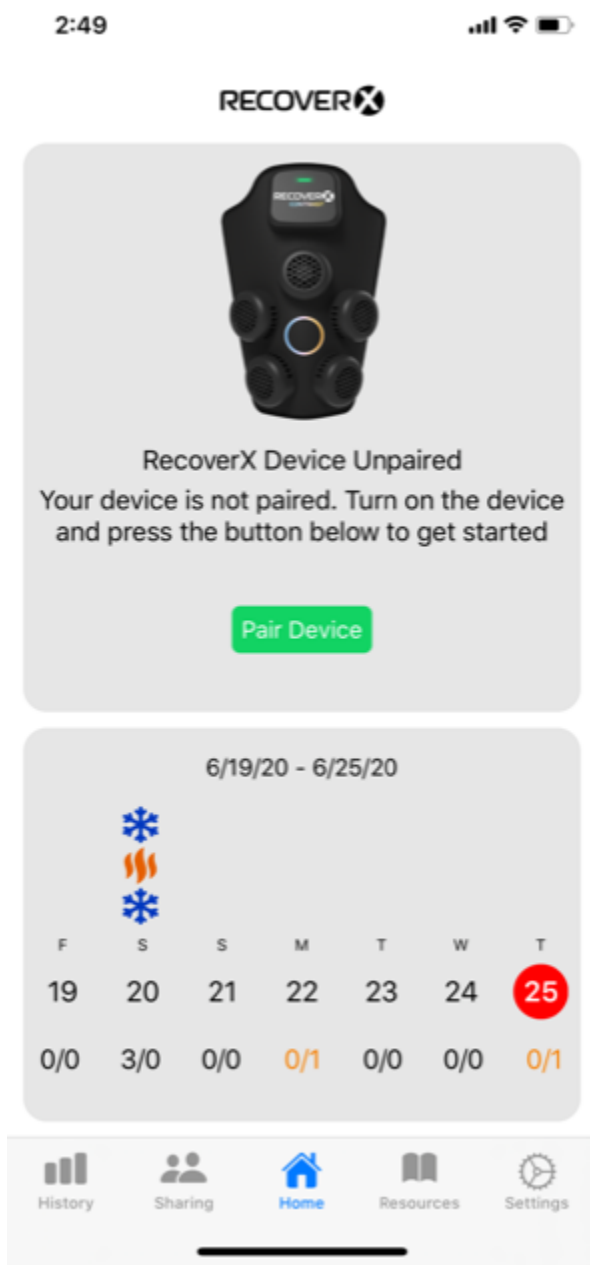 2:49
RECOVERX
RECOVERX
RecoverX Device Unpaired
Your device is not paired. Turn on the device
and press the button below to get started
Pair Device
6/19/20 - 6/25/20
F S S M T W T
19 20 21 22 23 24 25
0/0 3/0 0/0 0/1 0/0 0/0 0/1
History Sharing Home Resources Settings